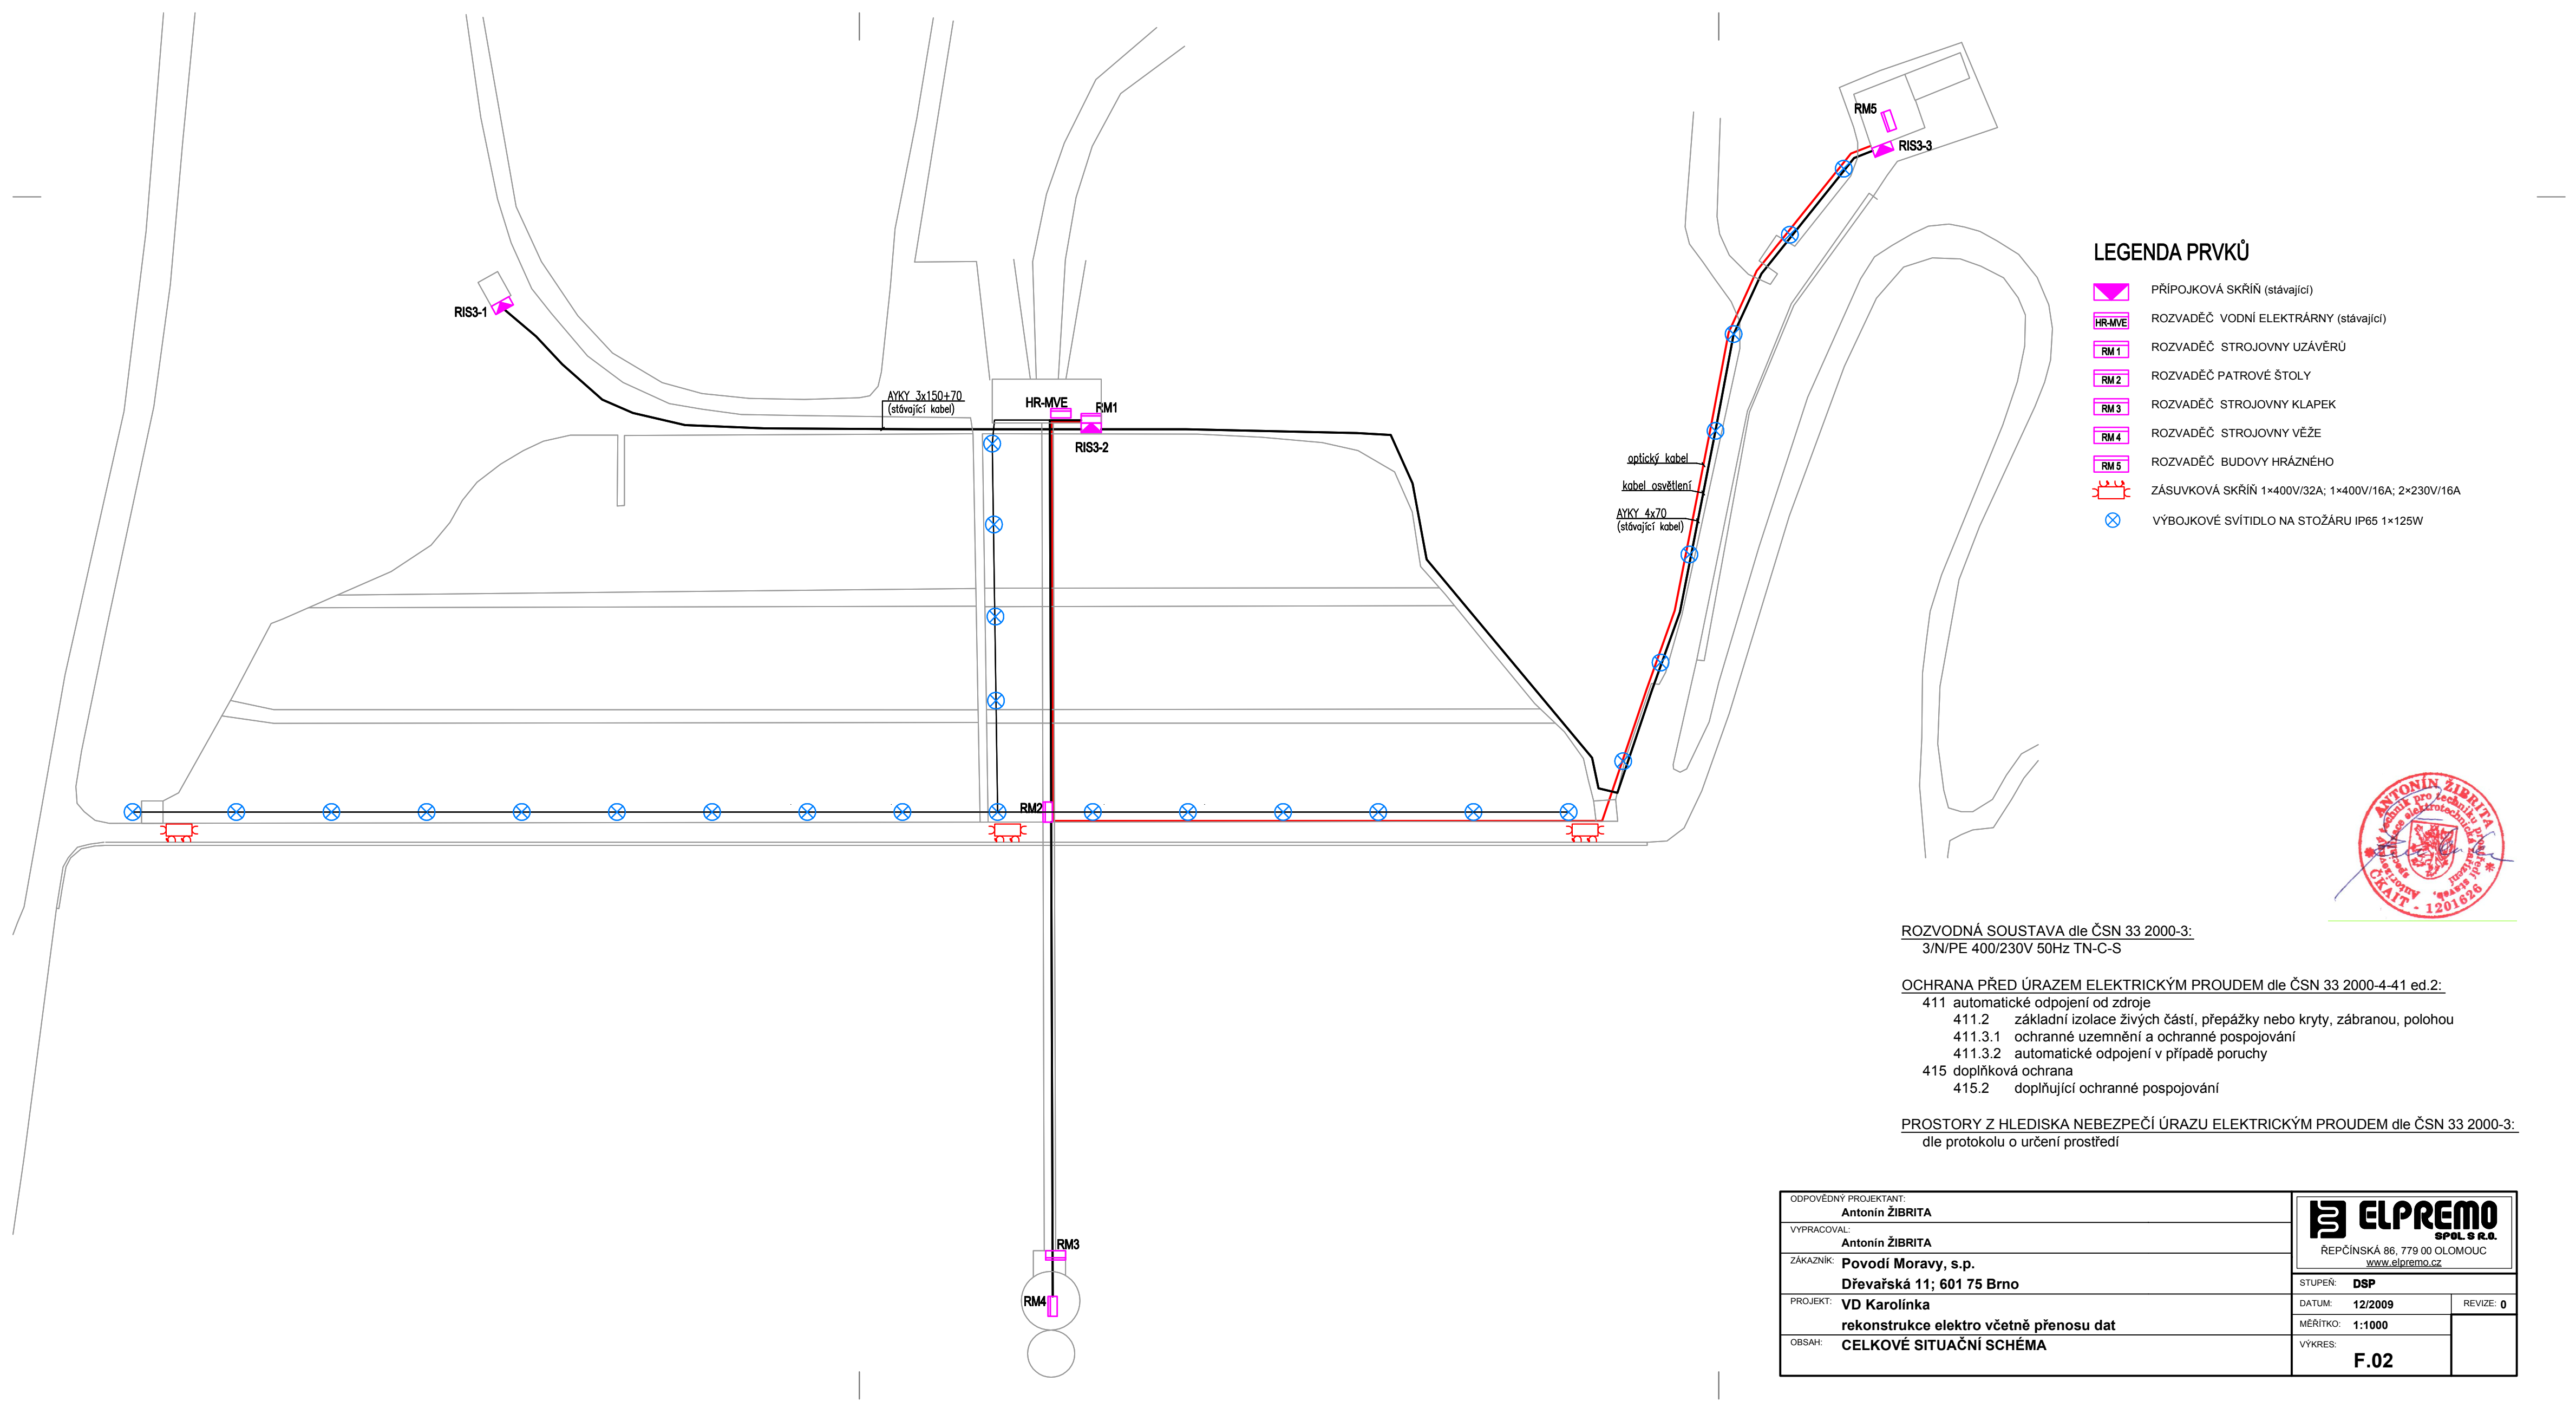 RM5
RIS3-3
RIS3-1
AYKY 3x150+70
(stávající kabel)
HR-MVE
RM1
RIS3-2
optický kabel
kabel osvětlení
AYKY 4x70
(stávající kabel)
RM2
RM3
RM4
LEGENDA PRVKŮ
PŘÍPOJKOVÁ SKŘÍŇ (stávající)
HR-MVE ROZVADĚČ VODNÍ ELEKTRÁRNY (stávající)
RM 1 ROZVADĚČ STROJOVNY UZÁVĚRŮ
RM 2 ROZVADĚČ PATROVÉ ŠTOLY
RM 3 ROZVADĚČ STROJOVNY KLAPEK
RM 4 ROZVADĚČ STROJOVNY VĚŽE
RM 5 ROZVADĚČ BUDOVY HRÁZNÉHO
ZÁSUVKOVÁ SKŘÍŇ 1×400V/32A; 1×400V/16A; 2×230V/16A
VÝBOJKOVÉ SVÍTIDLO NA STOŽÁRU IP65 1×125W
ANTONÍN ŽIBRITA
ČKAIT - 1201626
ROZVODNÁ SOUSTAVA dle ČSN 33 2000-3:
3/N/PE 400/230V 50Hz TN-C-S
OCHRANA PŘED ÚRAZEM ELEKTRICKÝM PROUDEM dle ČSN 33 2000-4-41 ed.2:
411 automatické odpojení od zdroje
411.2 základní izolace živých částí, přepážky nebo kryty, zábranou, polohou
411.3.1 ochranné uzemnění a ochranné pospojování
411.3.2 automatické odpojení v případě poruchy
415 doplňková ochrana
415.2 doplňující ochranné pospojování
PROSTORY Z HLEDISKA NEBEZPEČÍ ÚRAZU ELEKTRICKÝM PROUDEM dle ČSN 33 2000-3:
dle protokolu o určení prostředí
ODPOVĚDNÝ PROJEKTANT:
Antonín ŽIBRITA
VYPRACOVAL:
Antonín ŽIBRITA
ZÁKAZNÍK: Povodí Moravy, s.p.
Dřevařská 11; 601 75 Brno
PROJEKT: VD Karolínka
rekonstrukce elektro včetně přenosu dat
OBSAH: CELKOVÉ SITUAČNÍ SCHÉMA
ELPREMO
SPOL. S R.O.
ŘEPČÍNSKÁ 86, 779 00 OLOMOUC
www.elpremo.cz
STUPEŇ: DSP
DATUM: 12/2009
REVIZE: 0
MĚŘÍTKO: 1:1000
VÝKRES:
F.02